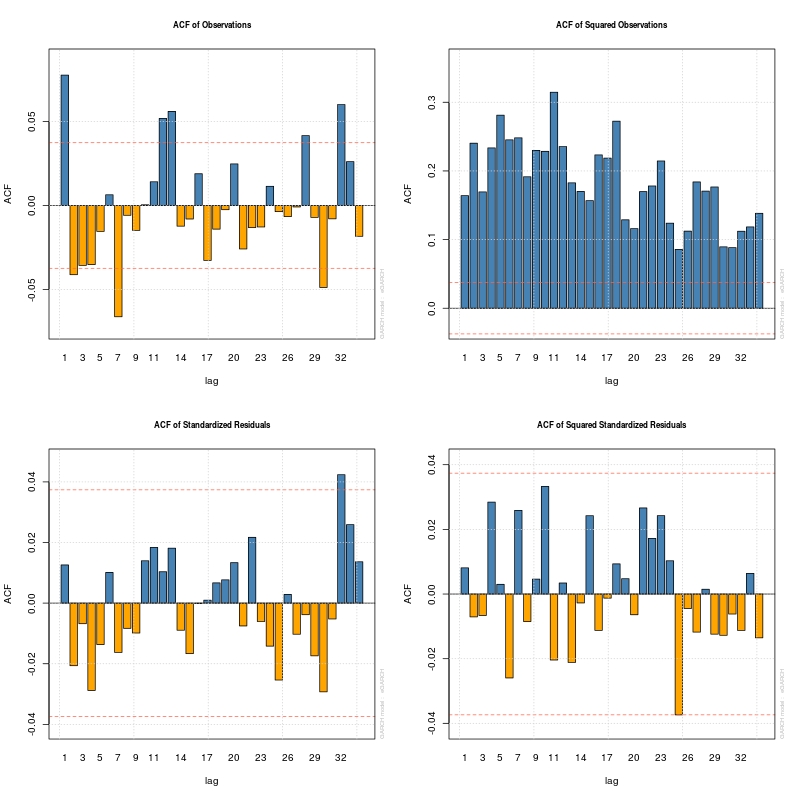 ACF of Observations
ACF
0.05
0.00
-0.05
1 3 5 7 9 11 14 17 20 23 26 29 32
lag
GARCH model : eGARCH
ACF of Squared Observations
ACF
0.3
0.2
0.1
0.0
1 3 5 7 9 11 14 17 20 23 26 29 32
lag
GARCH model : eGARCH
ACF of Standardized Residuals
ACF
0.04
0.02
0.00
-0.02
-0.04
1 3 5 7 9 11 14 17 20 23 26 29 32
lag
GARCH model : eGARCH
ACF of Squared Standardized Residuals
ACF
0.04
0.02
0.00
-0.02
-0.04
1 3 5 7 9 11 14 17 20 23 26 29 32
lag
GARCH model : eGARCH